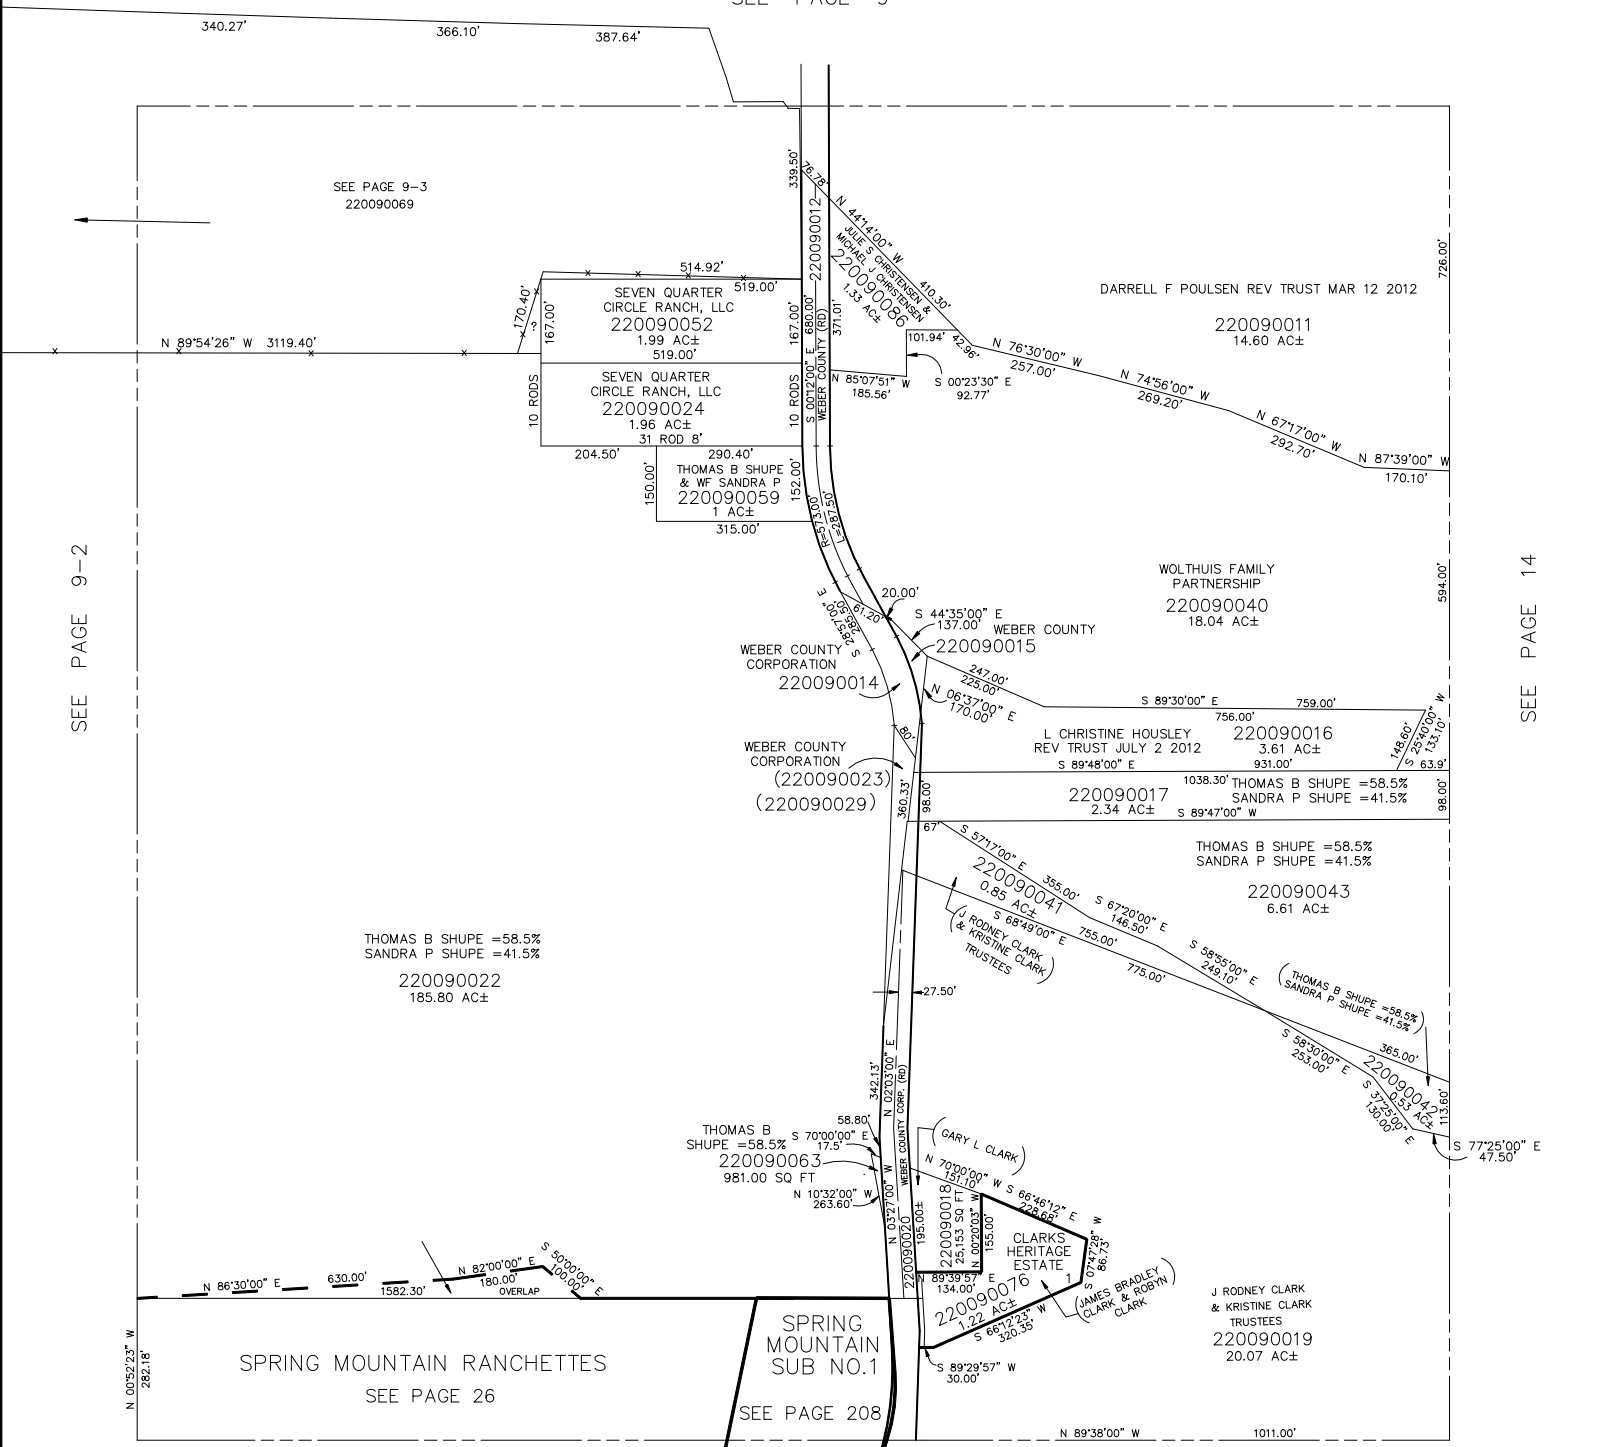 340.27'
366.10'
387.64'
SEE PAGE 9-3
220090069
339.50'
76.78'
220090012
N 44°14'00" W
410.30'
JULIE S CHRISTENSEN &
MICHAEL J CHRISTENSEN
220090086
1.33 AC±
726.00'
DARRELL F POULSEN REV TRUST MAR 12 2012
220090011
14.60 AC±
514.92'
519.00'
170.40'
?
167.00'
SEVEN QUARTER
CIRCLE RANCH, LLC
220090052
1.99 AC±
519.00'
167.00'
S 00°12'00" E 680.00'
WEBER COUNTY (RD)
371.01'
101.94'
42.96'
N 85°07'51" W
185.56'
S 00°23'30" E
92.77'
N 76°30'00" W
257.00'
N 74°56'00" W
269.20'
N 67°17'00" W
292.70'
N 87°39'00" W
170.10'
N 89°54'26" W 3119.40'
10 RODS
SEVEN QUARTER
CIRCLE RANCH, LLC
220090024
1.96 AC±
31 ROD 8'
10 RODS
204.50'
290.40'
150.00'
THOMAS B SHUPE
& WF SANDRA P
220090059
1 AC±
315.00'
152.00'
R=573.00'
L=287.50'
SEE PAGE 9-2
SEE PAGE 14
WOLTHUIS FAMILY
PARTNERSHIP
220090040
18.04 AC±
594.00'
20.00'
61.20'
S 28°57'00" E
285.50'
S 44°35'00" E
137.00'
WEBER COUNTY
220090015
WEBER COUNTY
CORPORATION
220090014
247.00'
225.00'
N 06°37'00" E
170.00'
S 89°30'00" E
759.00'
756.00'
L CHRISTINE HOUSLEY
REV TRUST JULY 2 2012
220090016
3.61 AC±
148.60'
S 25°40'00" W
133.10'
80'
WEBER COUNTY
CORPORATION
(220090023)
(220090029)
S 89°48'00" E
931.00'
63.9'
360.33'
98.00'
1038.30'
220090017
2.34 AC±
THOMAS B SHUPE =58.5%
SANDRA P SHUPE =41.5%
S 89°47'00" W
98.00'
67'
S 57°17'00" E
355.00'
220090041
0.85 AC±
(J RODNEY CLARK
& KRISTINE CLARK)
TRUSTEES
S 68°49'00" E
755.00'
775.00'
S 67°20'00" E
146.50'
S 58°55'00" E
249.10'
THOMAS B SHUPE =58.5%
SANDRA P SHUPE =41.5%
220090043
6.61 AC±
(THOMAS B SHUPE =58.5%
SANDRA P SHUPE =41.5%)
THOMAS B SHUPE =58.5%
SANDRA P SHUPE =41.5%
220090022
185.80 AC±
27.50'
S 58°30'00" E
253.00'
365.00'
220090042
0.53 AC±
S 37°25'00" E
130.00'
113.60'
S 77°25'00" E
47.50'
342.13'
N 02°03'00" E
WEBER COUNTY CORP. (RD)
58.80'
S 70°00'00" E
17.5'
THOMAS B
SHUPE =58.5%
220090063
981.00 SQ FT
N 10°32'00" W
263.60'
N 03°27'00" W
220090020
195.00±
(GARY L CLARK)
N 70°00'00" W
151.10'
220090018
25,153 SQ FT
N 00°20'03" W
155.00'
S 66°46'12" E
228.68'
CLARKS
HERITAGE
ESTATE
1
S 07°47'28" W
86.73'
N 89°39'57" E
134.00'
220090076
1.22 AC±
S 66°12'23" W
320.35'
(JAMES BRADLEY
CLARK & ROBYN
CLARK)
S 89°29'57" W
30.00'
J RODNEY CLARK
& KRISTINE CLARK
TRUSTEES
220090019
20.07 AC±
N 86°30'00" E
630.00'
N 82°00'00" E
180.00'
S 50°00'00" E
100.00'
1582.30'
OVERLAP
N 00°52'23" W
282.18'
SPRING MOUNTAIN RANCHETTES
SEE PAGE 26
SPRING
MOUNTAIN
SUB NO.1
SEE PAGE 208
N 89°38'00" W
1011.00'